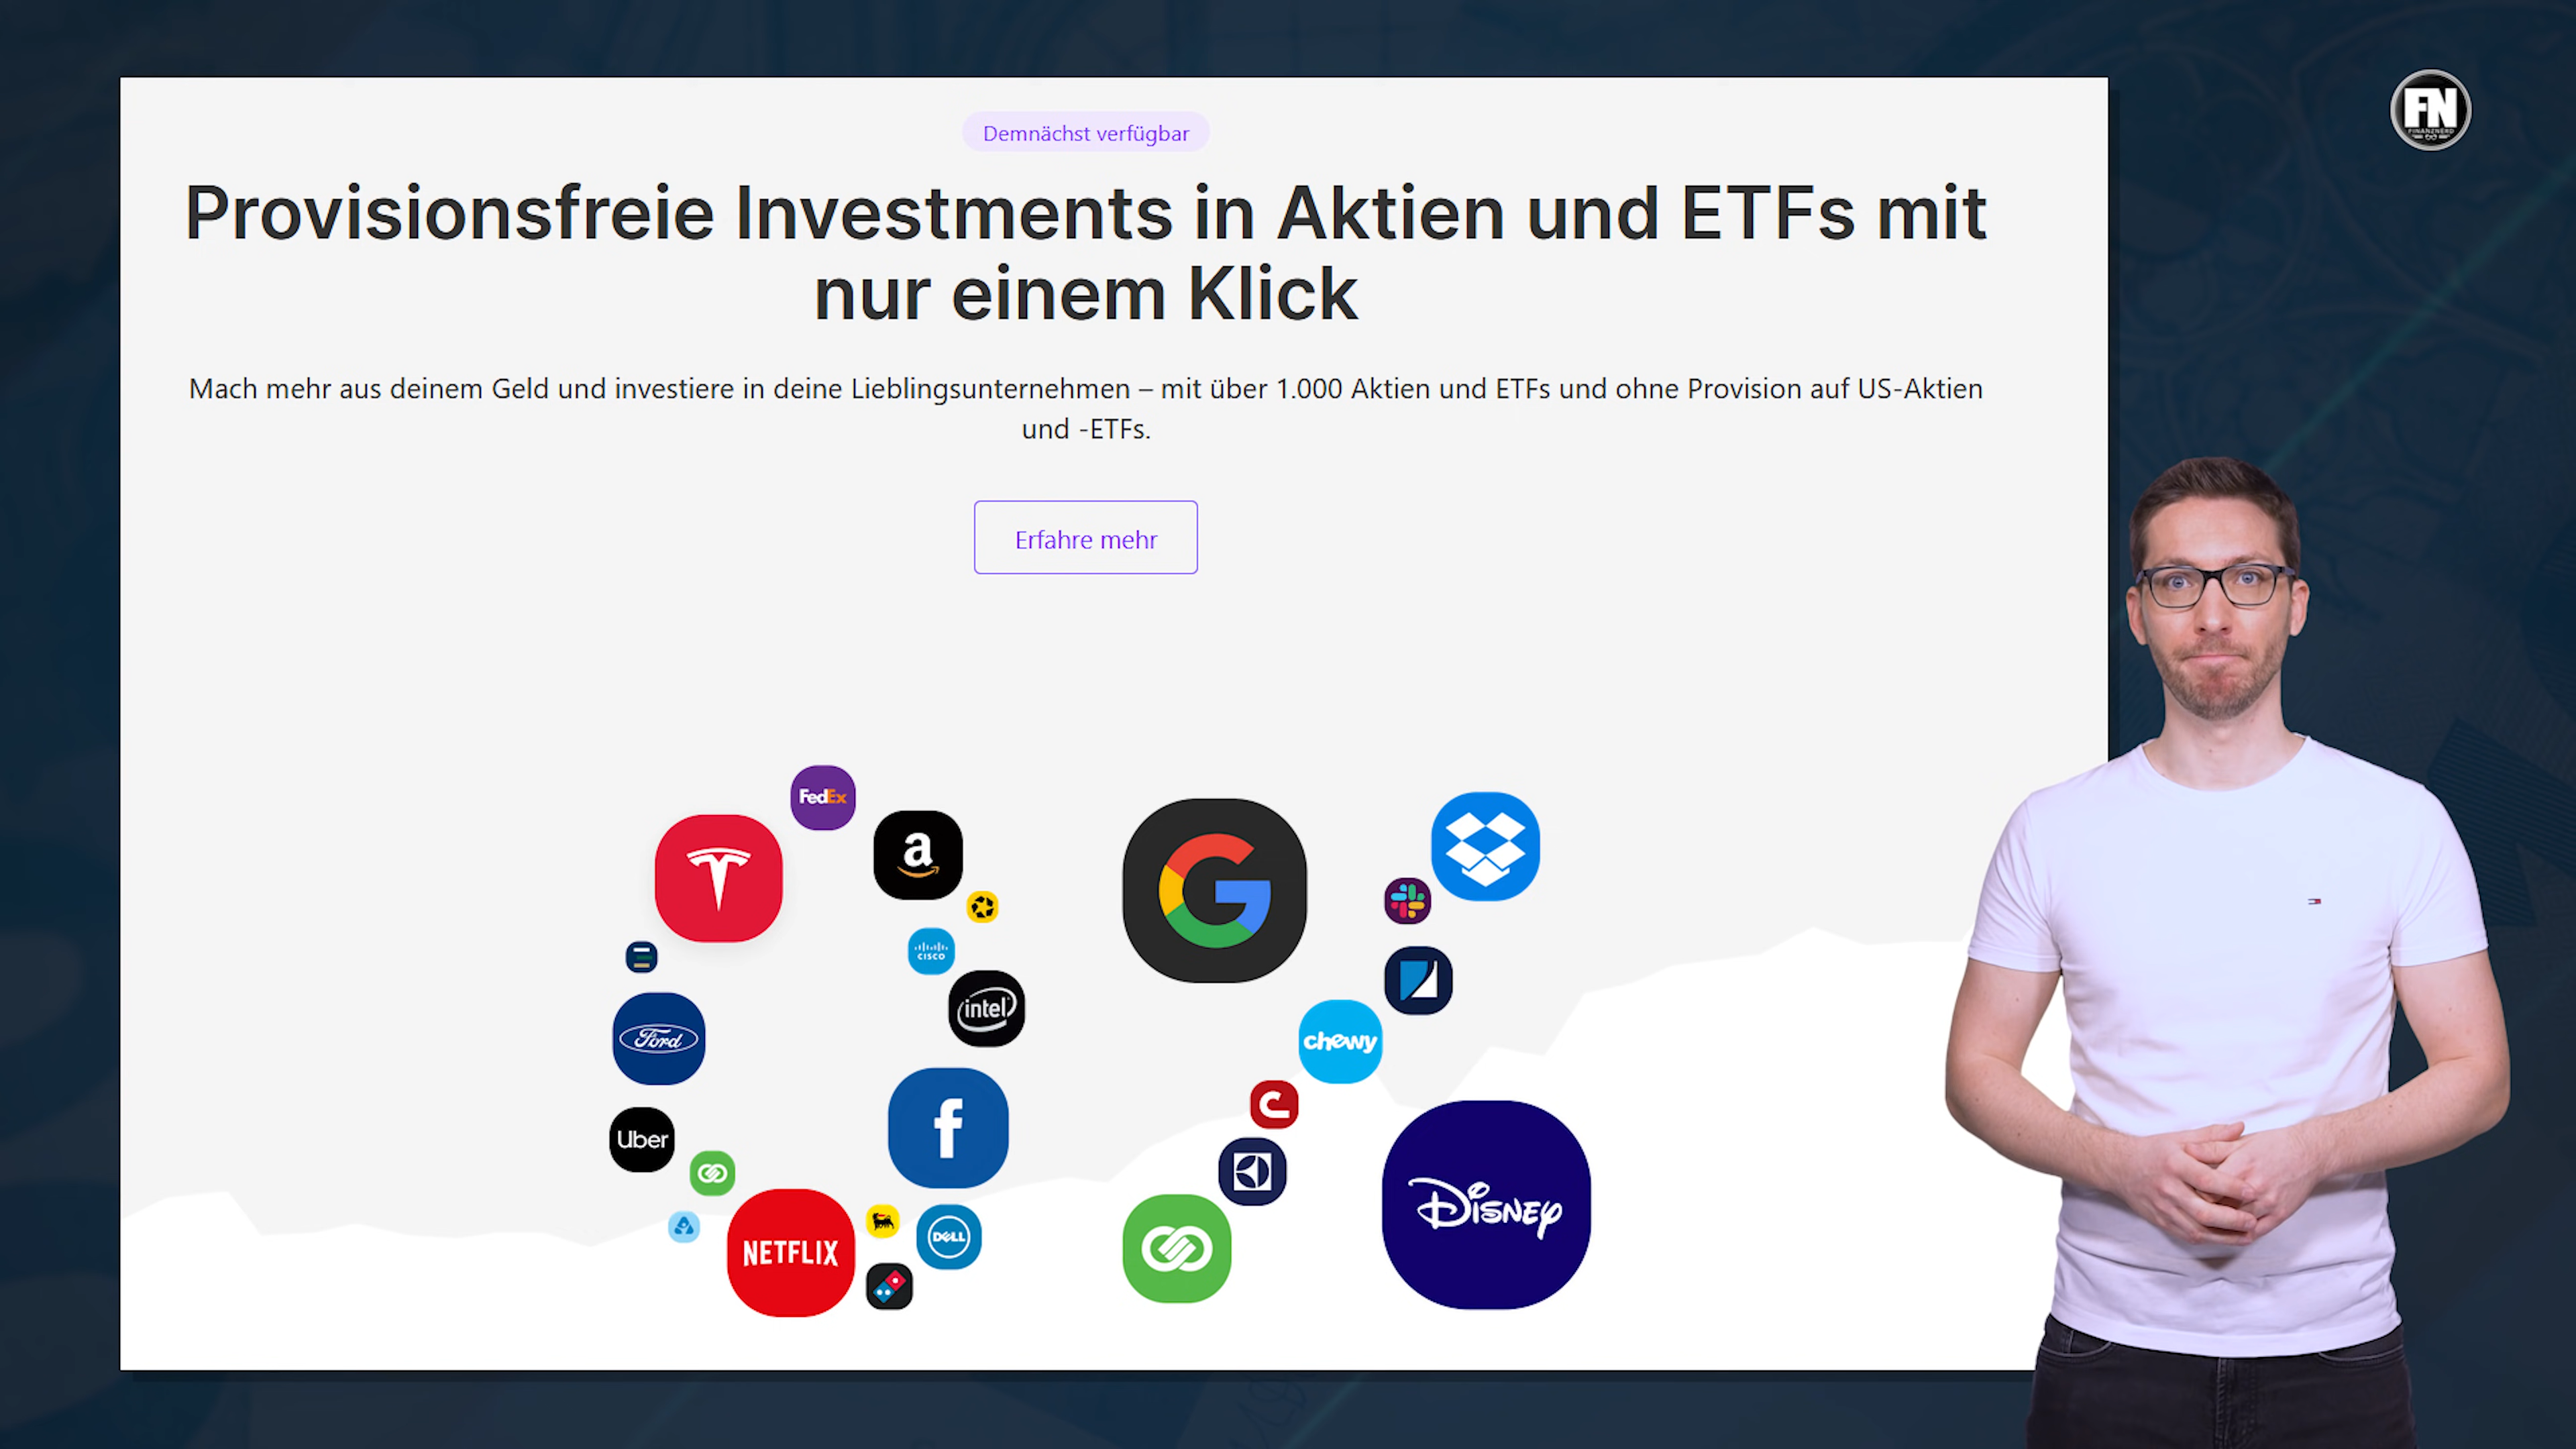 FN
FINANZNERD
Demnächst verfügbar
Provisionsfreie Investments in Aktien und ETFs mit
nur einem Klick
Mach mehr aus deinem Geld und investiere in deine Lieblingsunternehmen – mit über 1.000 Aktien und ETFs und ohne Provision auf US-Aktien
und -ETFs.
Erfahre mehr
FedEx
a
G
CISCO
intel
Ford
chewy
f
Uber
NETFLIX
DELL
Disney